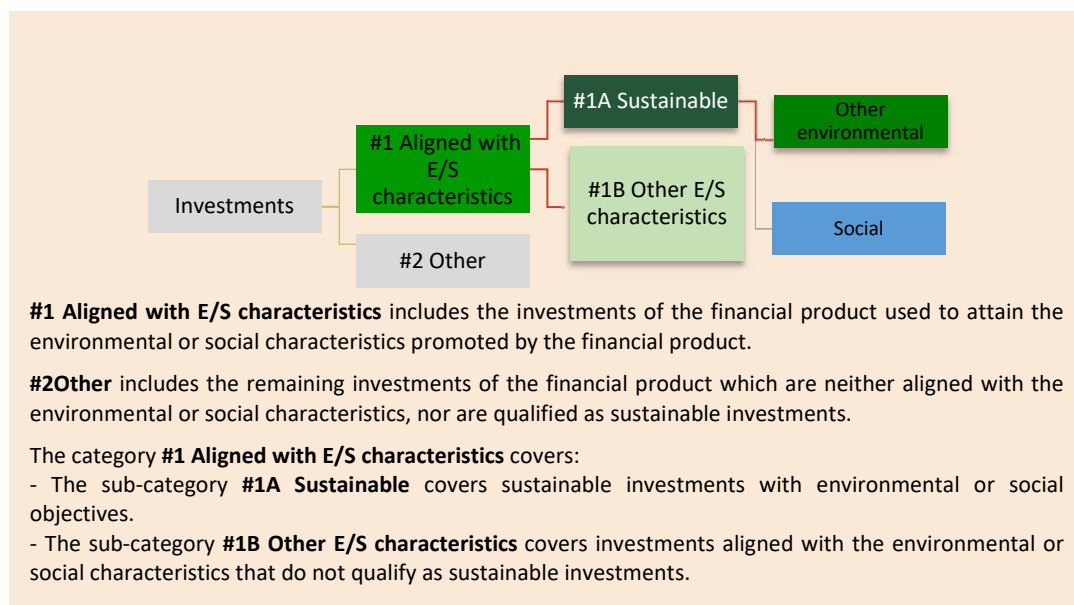 #1A Sustainable
Other
environmental
#1 Aligned with
E/S
characteristics
#1B Other E/S
characteristics
Investments
Social
#2 Other
#1 Aligned with E/S characteristics includes the investments of the financial product used to attain the
environmental or social characteristics promoted by the financial product.
#2Other includes the remaining investments of the financial product which are neither aligned with the
environmental or social characteristics, nor are qualified as sustainable investments.
The category #1 Aligned with E/S characteristics covers:
- The sub-category #1A Sustainable covers sustainable investments with environmental or social
objectives.
- The sub-category #1B Other E/S characteristics covers investments aligned with the environmental or
social characteristics that do not qualify as sustainable investments.